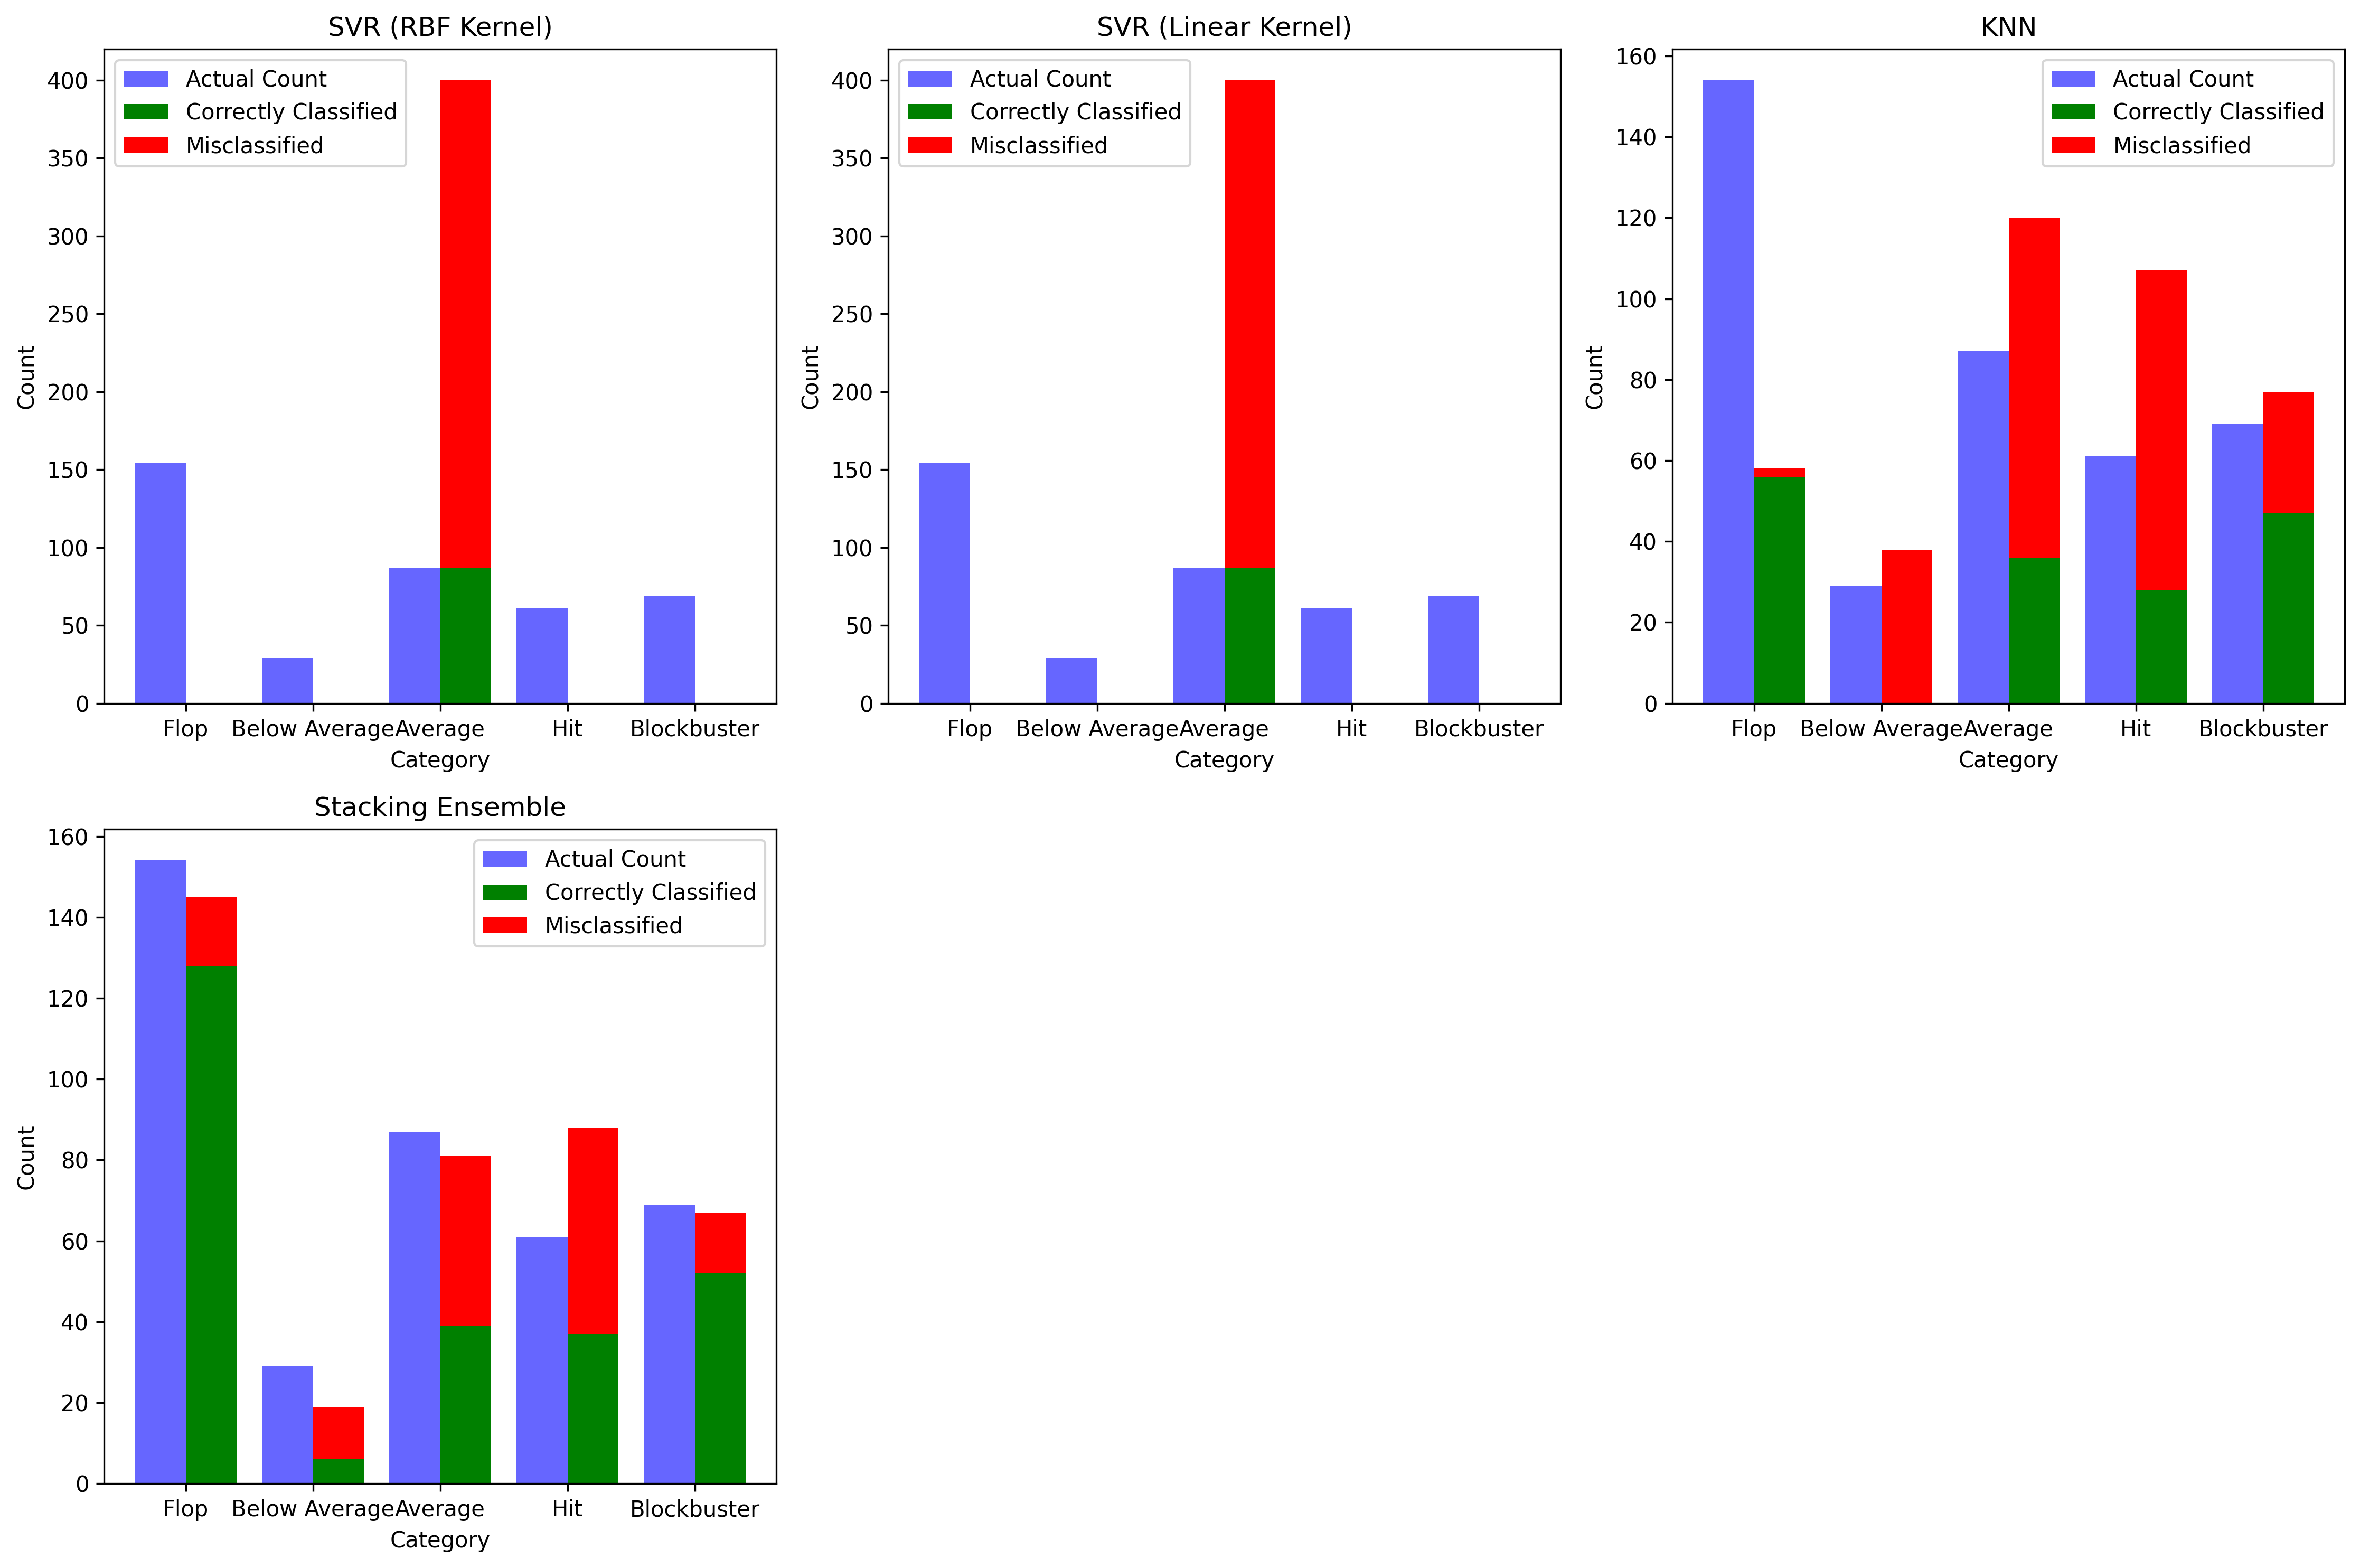 SVR (RBF Kernel)
Actual Count
Correctly Classified
Misclassified
400
350
300
250
200
150
100
50
0
Count
Flop
Below Average
Average
Hit
Blockbuster
Category
SVR (Linear Kernel)
Actual Count
Correctly Classified
Misclassified
400
350
300
250
200
150
100
50
0
Count
Flop
Below Average
Average
Hit
Blockbuster
Category
KNN
Actual Count
Correctly Classified
Misclassified
160
140
120
100
80
60
40
20
0
Count
Flop
Below Average
Average
Hit
Blockbuster
Category
Stacking Ensemble
Actual Count
Correctly Classified
Misclassified
160
140
120
100
80
60
40
20
0
Count
Flop
Below Average
Average
Hit
Blockbuster
Category